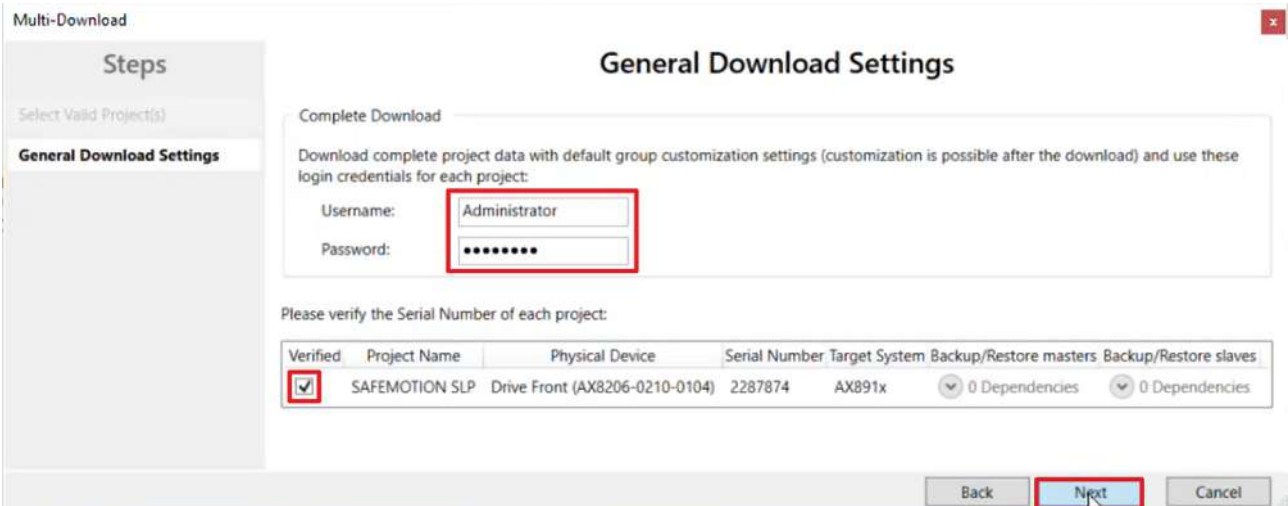 Multi-Download
Steps
Select Valid Project(s)
General Download Settings
General Download Settings
Complete Download
Download complete project data with default group customization settings (customization is possible after the download) and use these
login credentials for each project:
Username: Administrator
Password: ●●●●●●●●
Please verify the Serial Number of each project:
Verified Project Name Physical Device Serial Number Target System Backup/Restore masters Backup/Restore slaves
SAFEMOTION SLP Drive Front (AX8206-0210-0104) 2287874 AX891x 0 Dependencies 0 Dependencies
Back Next Cancel